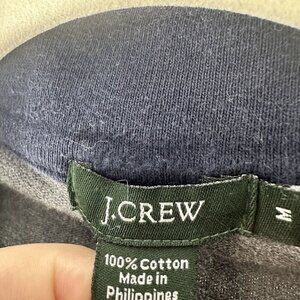 J.CREW
M
100% Cotton
Made in
Philippines